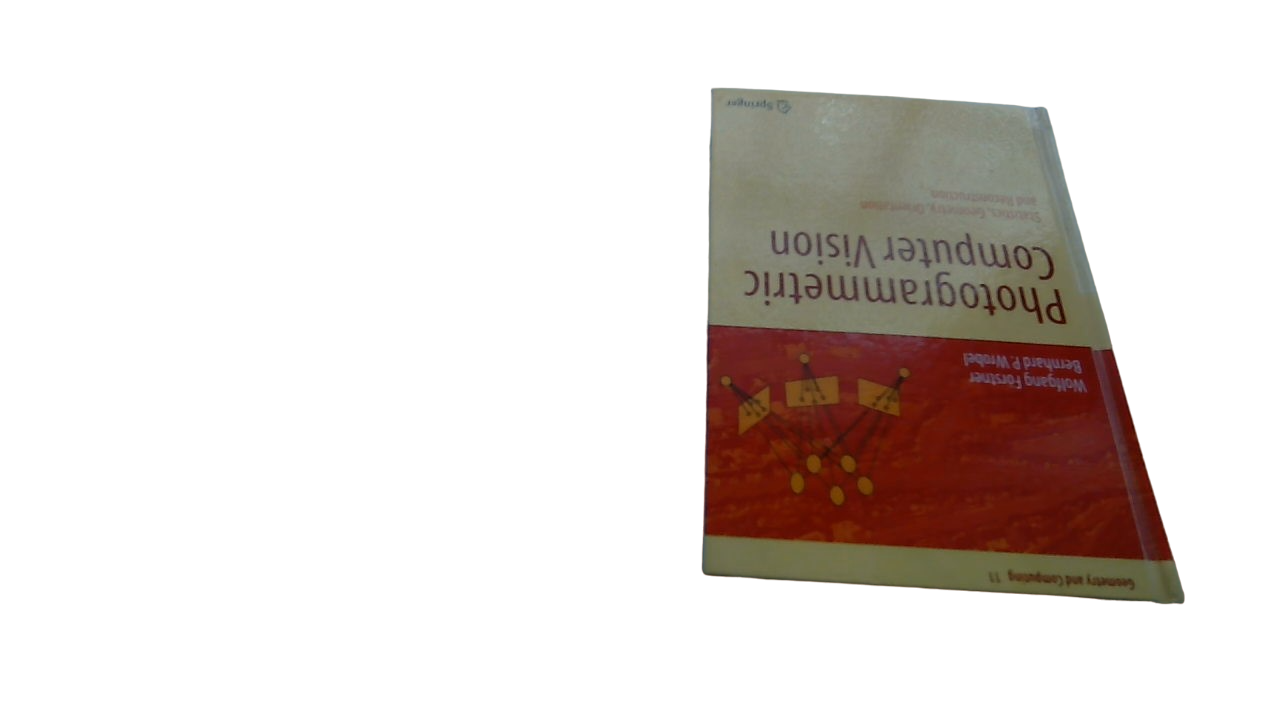 Geometry and Computing 11
Wolfgang Förstner
Bernhard P. Wrobel
Photogrammetric
Computer Vision
Statistics, Geometry, Orientation
and Reconstruction
Springer